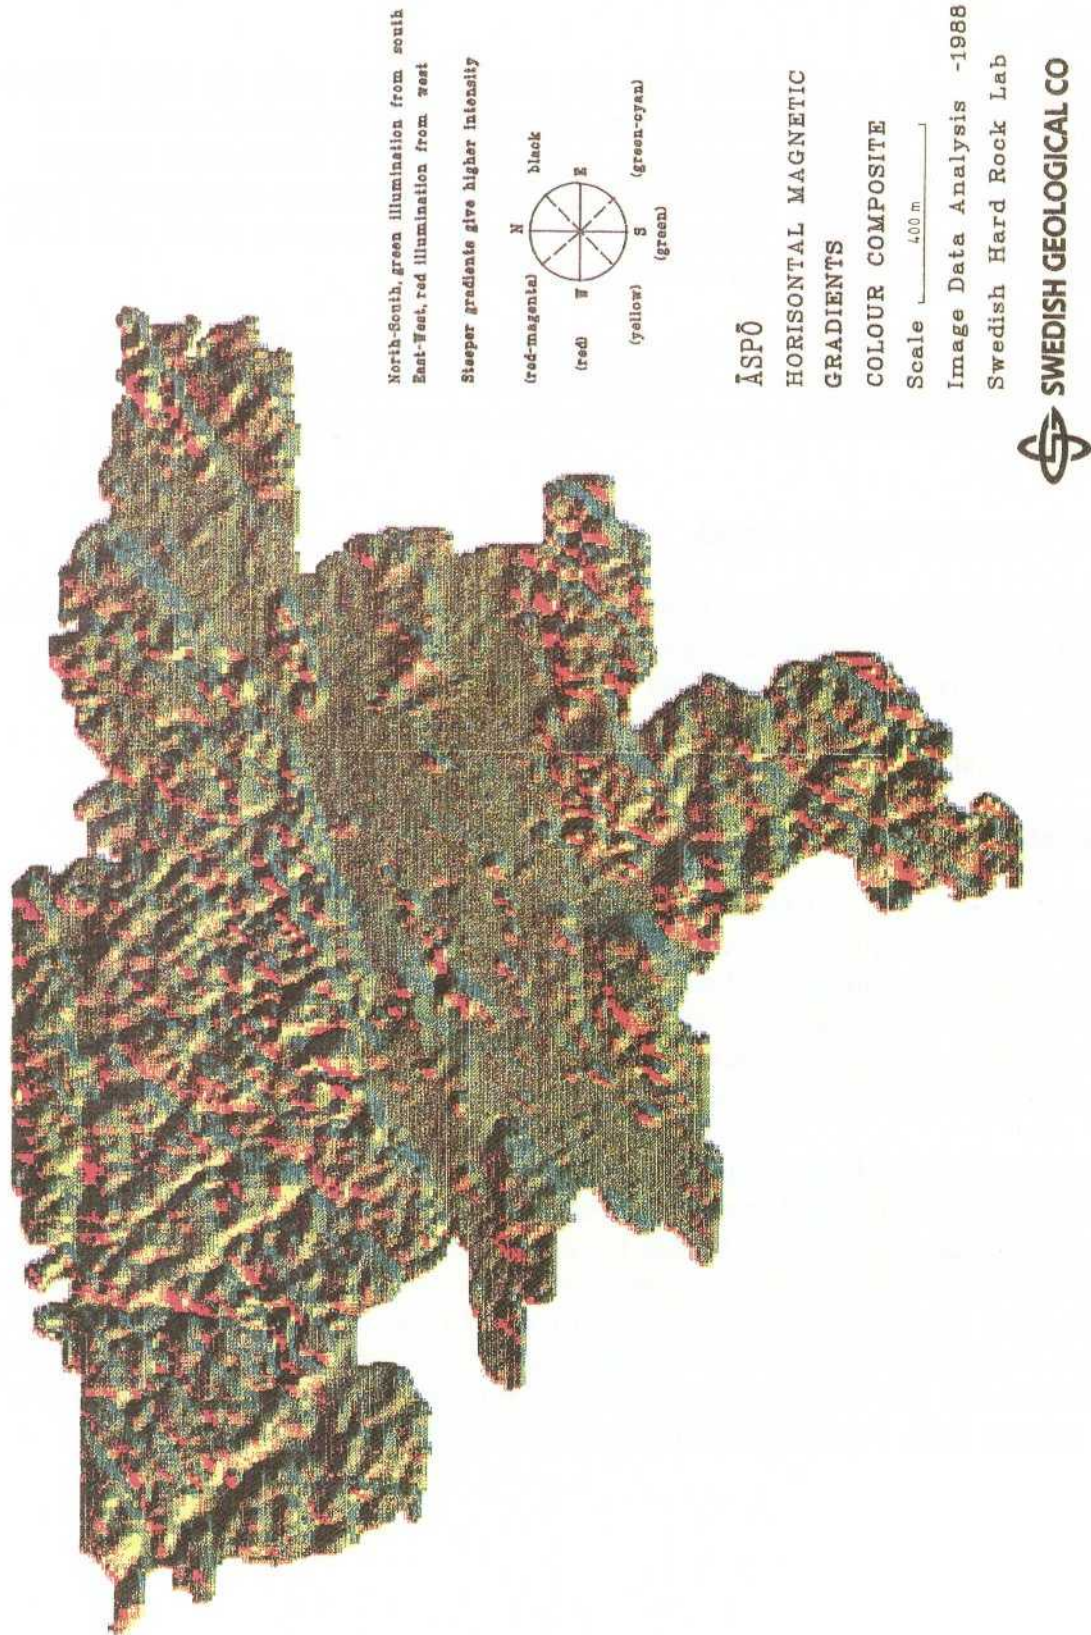 North-South, green illumination from south
East-West, red illumination from west
Steeper gradients give higher intensity
(red-magenta) N black
(red) W E
(yellow) S (green-cyan)
(green)
ÄSPÖ
HORISONTAL MAGNETIC
GRADIENTS
COLOUR COMPOSITE
Scale 400 m
Image Data Analysis -1988
Swedish Hard Rock Lab
SWEDISH GEOLOGICAL CO